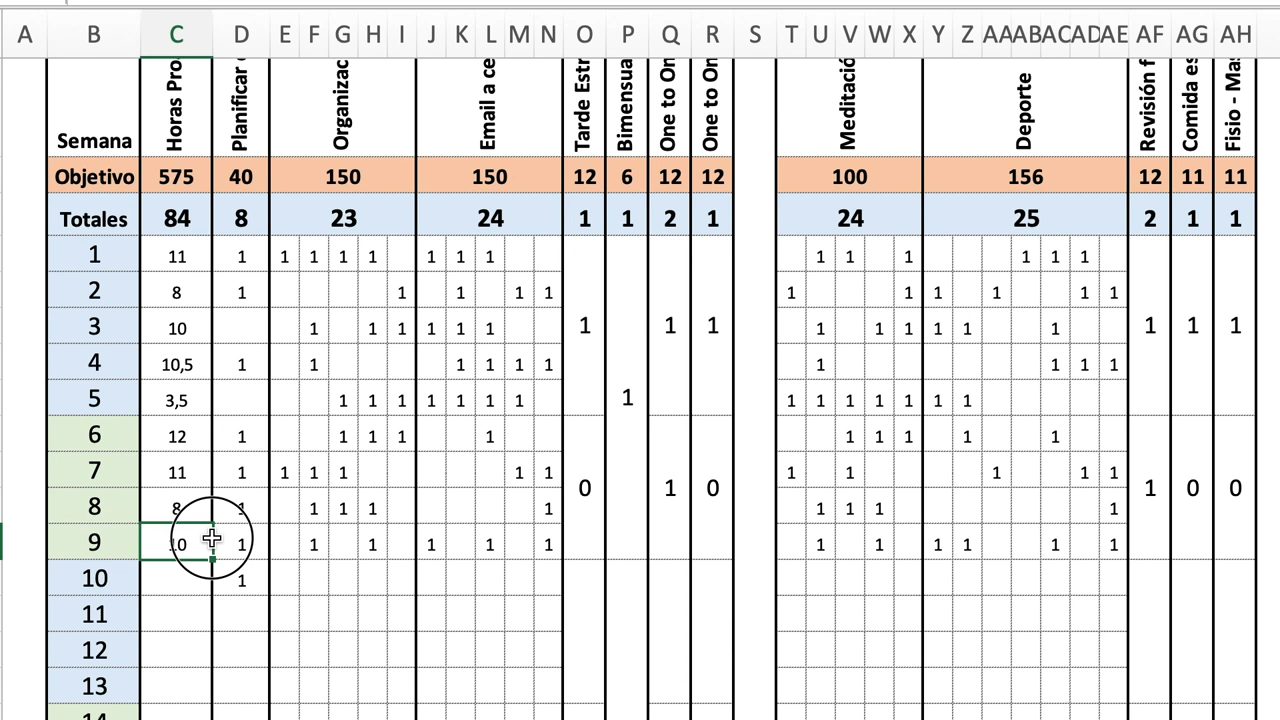 A B C D E F G H I J K L M N O P Q R S T U V W X Y Z AA AB AC AD AE AF AG AH
Semana Horas Pro Planificar Organizac Email a ce Tarde Estr Bimensua One to On One to On Meditació Deporte Revisión f Comida es Fisio - Mas
Objetivo 575 40 150 150 12 6 12 12 100 156 12 11 11
Totales 84 8 23 24 1 1 2 1 24 25 2 1 1
1 11 1 1 1 1 1 1 1 1 1 1 1 1 1 1
2 8 1 1 1 1 1 1 1 1 1 1 1
3 10 1 1 1 1 1 1 1 1 1 1 1 1 1 1 1 1 1 1 1
4 10,5 1 1 1 1 1 1 1 1 1 1
5 3,5 1 1 1 1 1 1 1 1 1 1 1 1 1 1 1
6 12 1 1 1 1 1 1 1 1 1 1
7 11 1 1 1 1 1 1 1 1 1 1 1
0 1 0 1 0 0
8 8 1 1 1 1 1 1 1 1 1
9 10 1 1 1 1 1 1 1 1 1 1 1 1
10 1
11
12
13
14